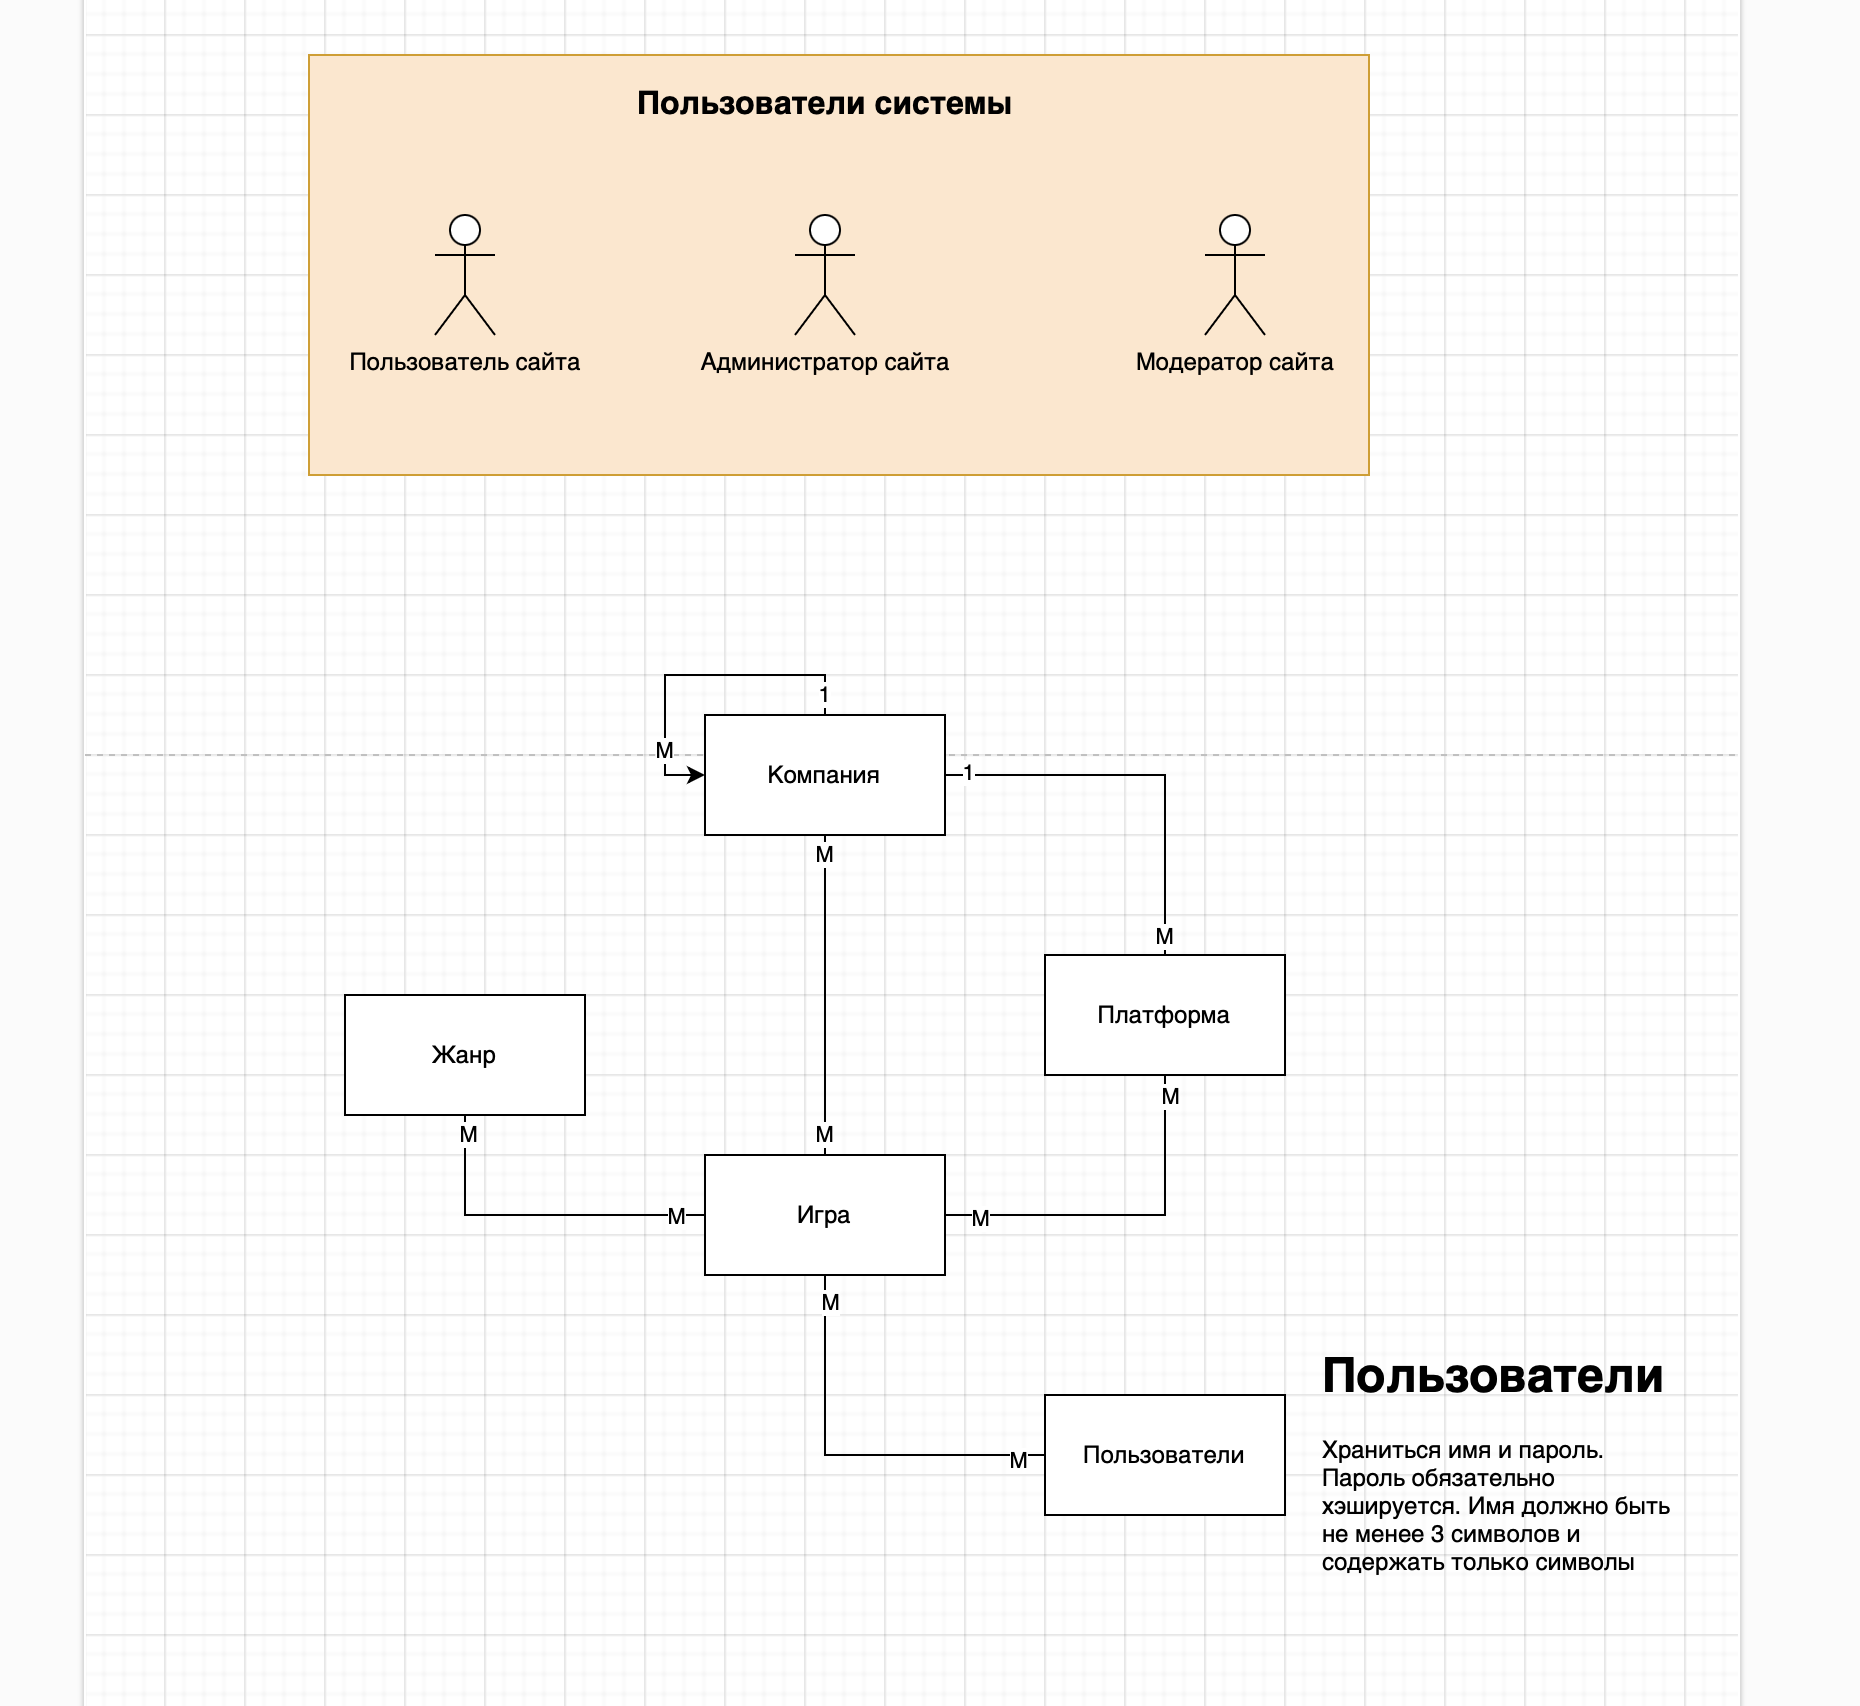 Пользователи системы
Пользователь сайта
Администратор сайта
Модератор сайта
1
М
Компания
1
М
М
Платформа
Жанр
М
М
М
М
Игра
М
М
Пользователи
М
Пользователи
Храниться имя и пароль.
Пароль обязательно
хэшируется. Имя должно быть
не менее 3 символов и
содержать только символы